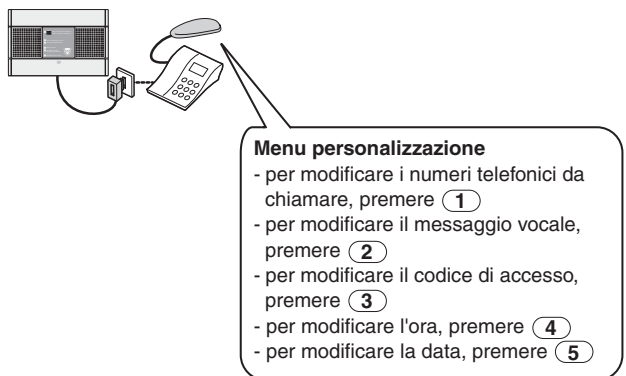 Menu personalizzazione
- per modificare i numeri telefonici da
chiamare, premere 1
- per modificare il messaggio vocale,
premere 2
- per modificare il codice di accesso,
premere 3
- per modificare l'ora, premere 4
- per modificare la data, premere 5